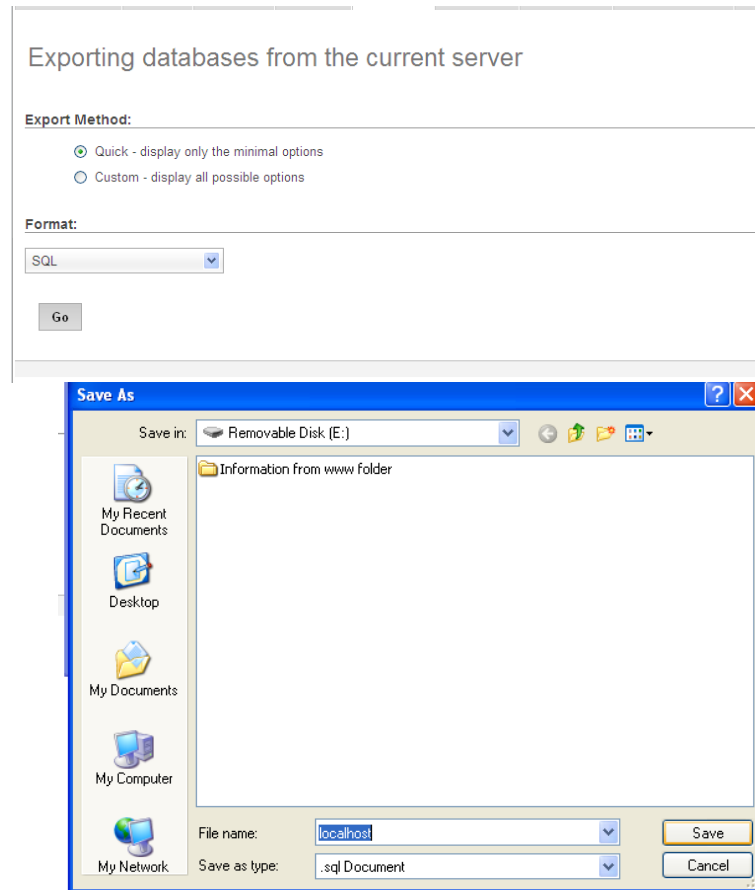 Exporting databases from the current server
Export Method:
Quick - display only the minimal options
Custom - display all possible options
Format:
SQL
Go
Save As
Save in:
Removable Disk (E:)
Information from www folder
My Recent
Documents
Desktop
My Documents
My Computer
My Network
File name:
localhost
Save
Save as type:
.sql Document
Cancel